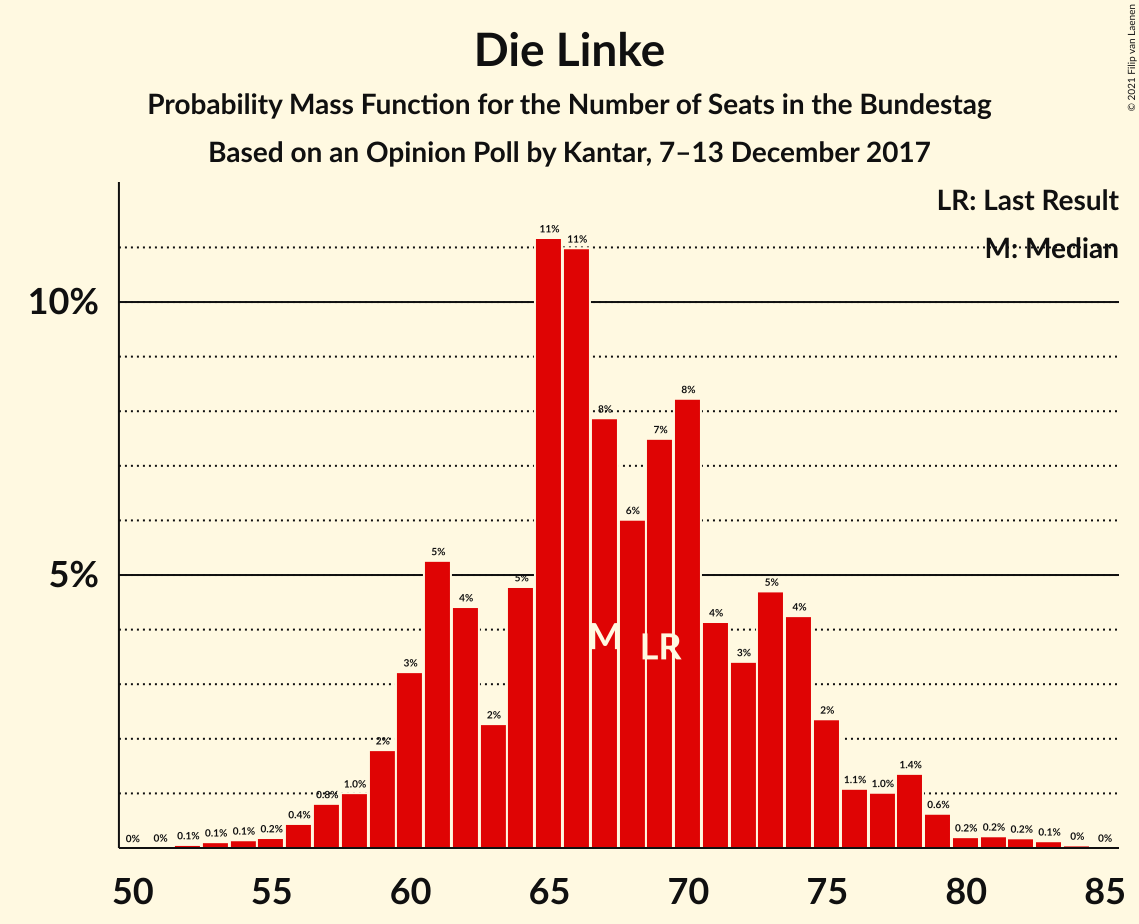 Die Linke
Probability Mass Function for the Number of Seats in the Bundestag
Based on an Opinion Poll by Kantar, 7–13 December 2017
© 2021 Filip van Laenen
LR: Last Result
M: Median
10%
5%
0% 0% 0.1% 0.1% 0.1% 0.2% 0.4% 0.8% 1.0% 2% 3% 5% 4% 2% 5% 11% 11% 8% 6% 7% 8% 4% 3% 5% 4% 2% 1.1% 1.0% 1.4% 0.6% 0.2% 0.2% 0.2% 0.1% 0% 0%
M LR
50 55 60 65 70 75 80 85